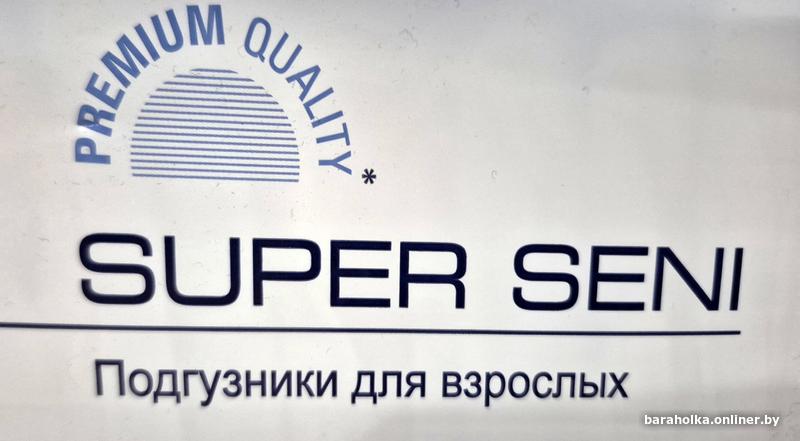 PREMIUM QUALITY*
SUPER SENI
Подгузники для взрослых
baraholka.onliner.by